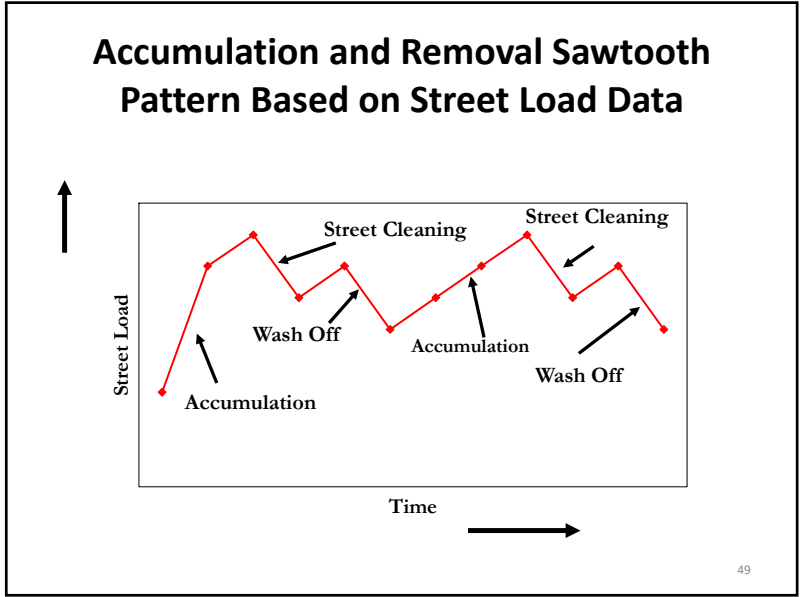 Accumulation and Removal Sawtooth
Pattern Based on Street Load Data
Street Cleaning
Street Cleaning
Wash Off
Accumulation
Wash Off
Accumulation
Street Load
Time
49